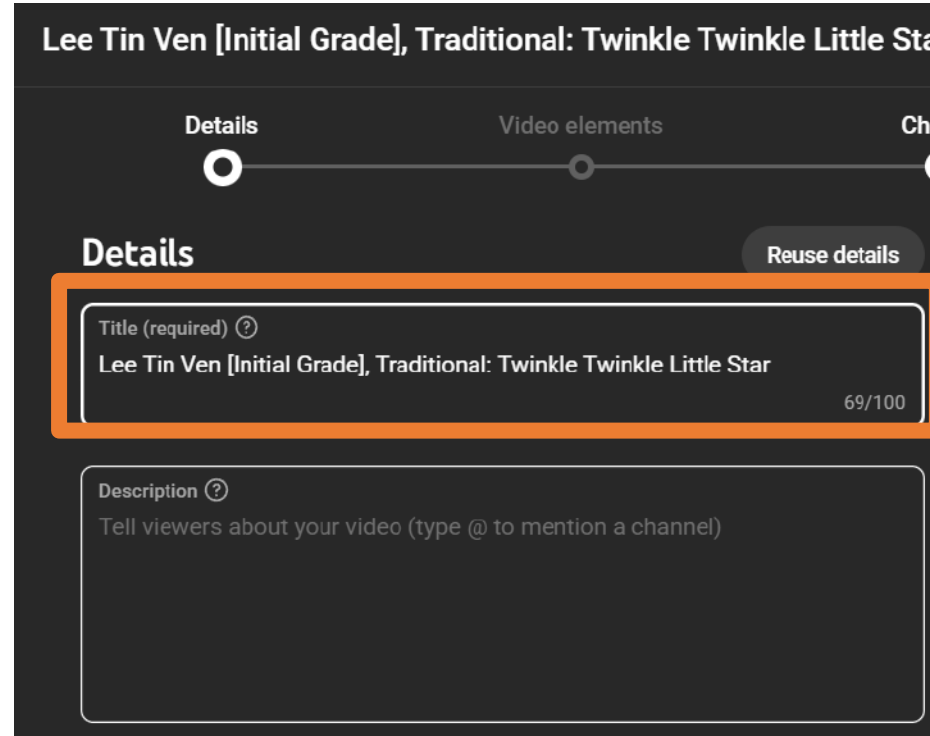 Lee Tin Ven [Initial Grade], Traditional: Twinkle Twinkle Little Sta
Details Video elements Ch
Details Reuse details
Title (required) ?
Lee Tin Ven [Initial Grade], Traditional: Twinkle Twinkle Little Star
69/100
Description ?
Tell viewers about your video (type @ to mention a channel)